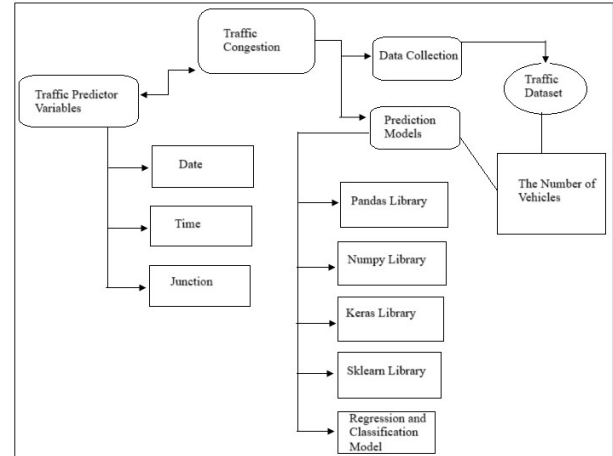 Traffic
Congestion
Data Collection
Traffic
Dataset
Traffic Predictor
Variables
Prediction
Models
Date
Time
Junction
The Number of
Vehicles
Pandas Library
Numpy Library
Keras Library
Sklearn Library
Regression and
Classification
Model